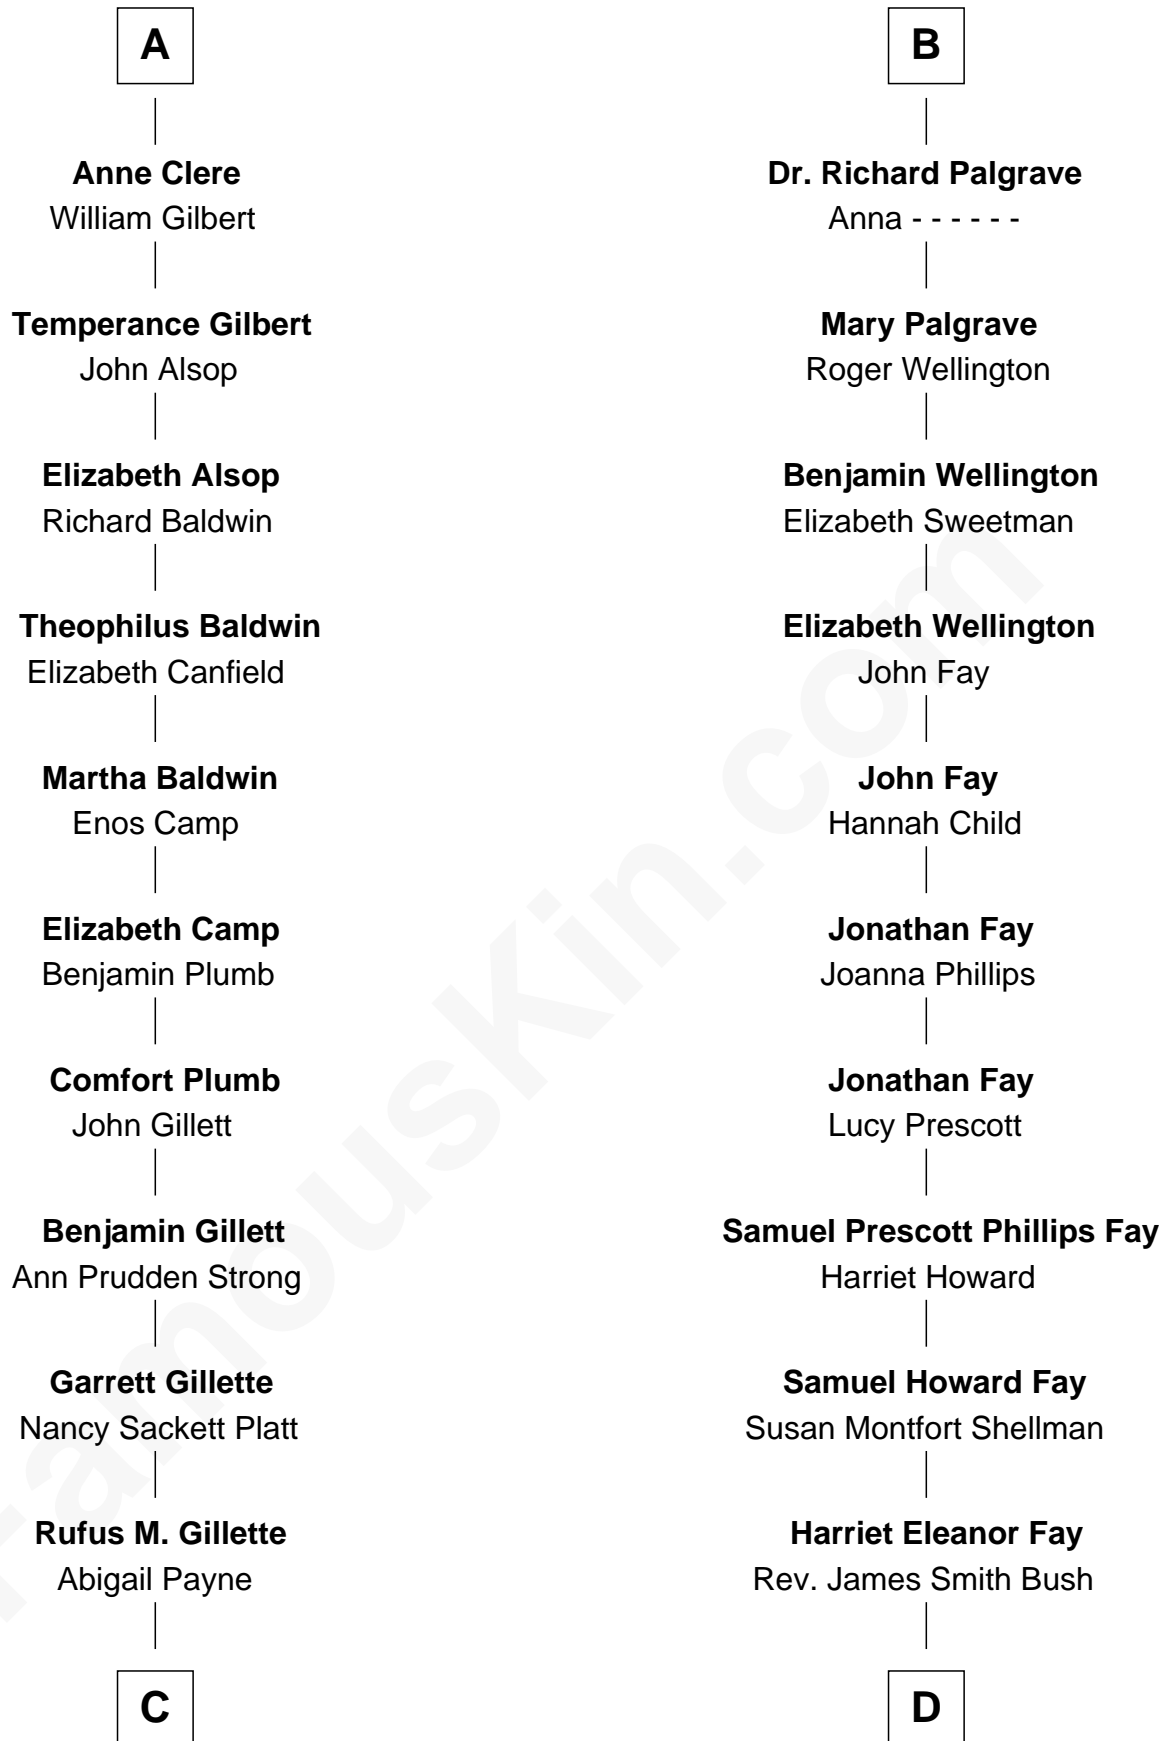 A
Anne Clere
William Gilbert
Temperance Gilbert
John Alsop
Elizabeth Alsop
Richard Baldwin
Theophilus Baldwin
Elizabeth Canfield
Martha Baldwin
Enos Camp
Elizabeth Camp
Benjamin Plumb
Comfort Plumb
John Gillett
Benjamin Gillett
Ann Prudden Strong
Garrett Gillette
Nancy Sackett Platt
Rufus M. Gillette
Abigail Payne
C
B
Dr. Richard Palgrave
Anna - - - - - -
Mary Palgrave
Roger Wellington
Benjamin Wellington
Elizabeth Sweetman
Elizabeth Wellington
John Fay
John Fay
Hannah Child
Jonathan Fay
Joanna Phillips
Jonathan Fay
Lucy Prescott
Samuel Prescott Phillips Fay
Harriet Howard
Samuel Howard Fay
Susan Montfort Shellman
Harriet Eleanor Fay
Rev. James Smith Bush
D
FamousKin.com